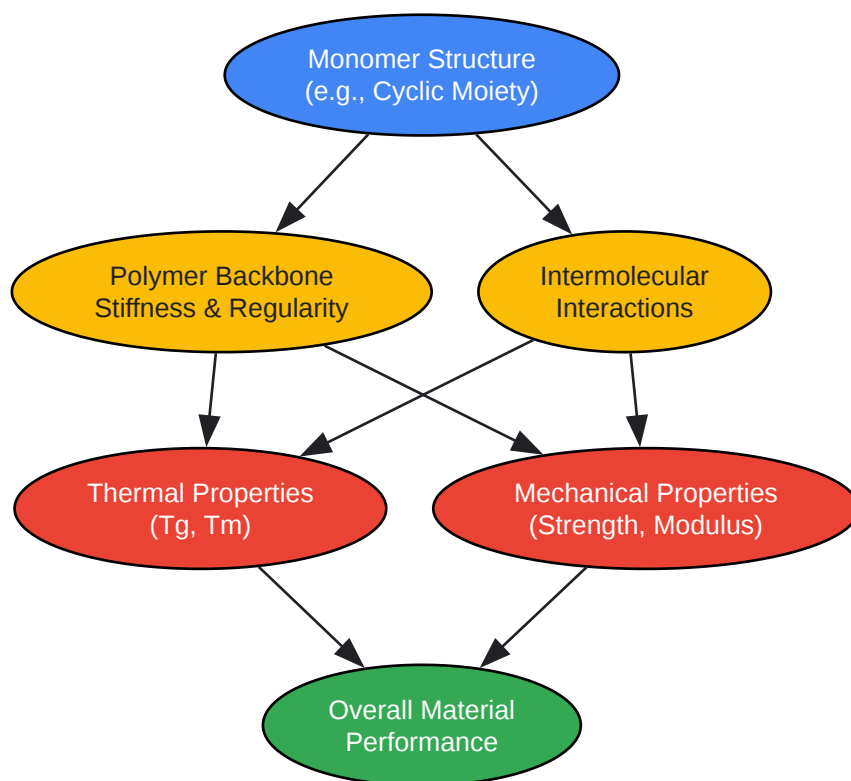 Monomer Structure
(e.g., Cyclic Moiety)
Polymer Backbone
Stiffness & Regularity
Intermolecular
Interactions
Thermal Properties
(Tg, Tm)
Mechanical Properties
(Strength, Modulus)
Overall Material
Performance